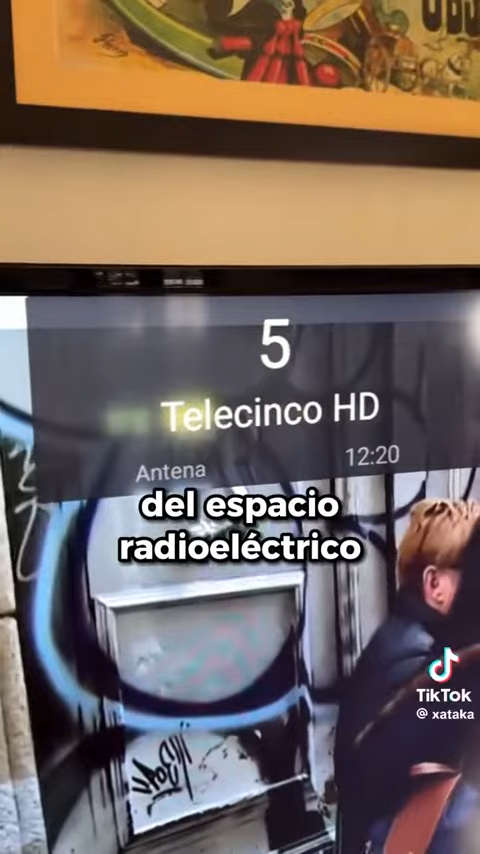 5
Telecinco HD
Antena
12:20
del espacio
radioeléctrico
TikTok
@ xataka